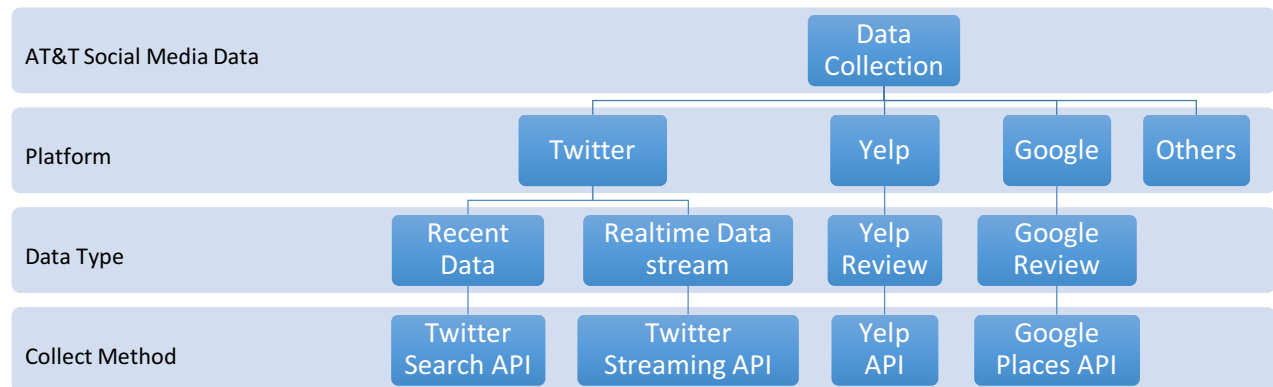 AT&T Social Media Data
Data
Collection
Platform
Twitter
Yelp
Google
Others
Data Type
Recent
Data
Realtime Data
stream
Yelp
Review
Google
Review
Collect Method
Twitter
Search API
Twitter
Streaming API
Yelp
API
Google
Places API